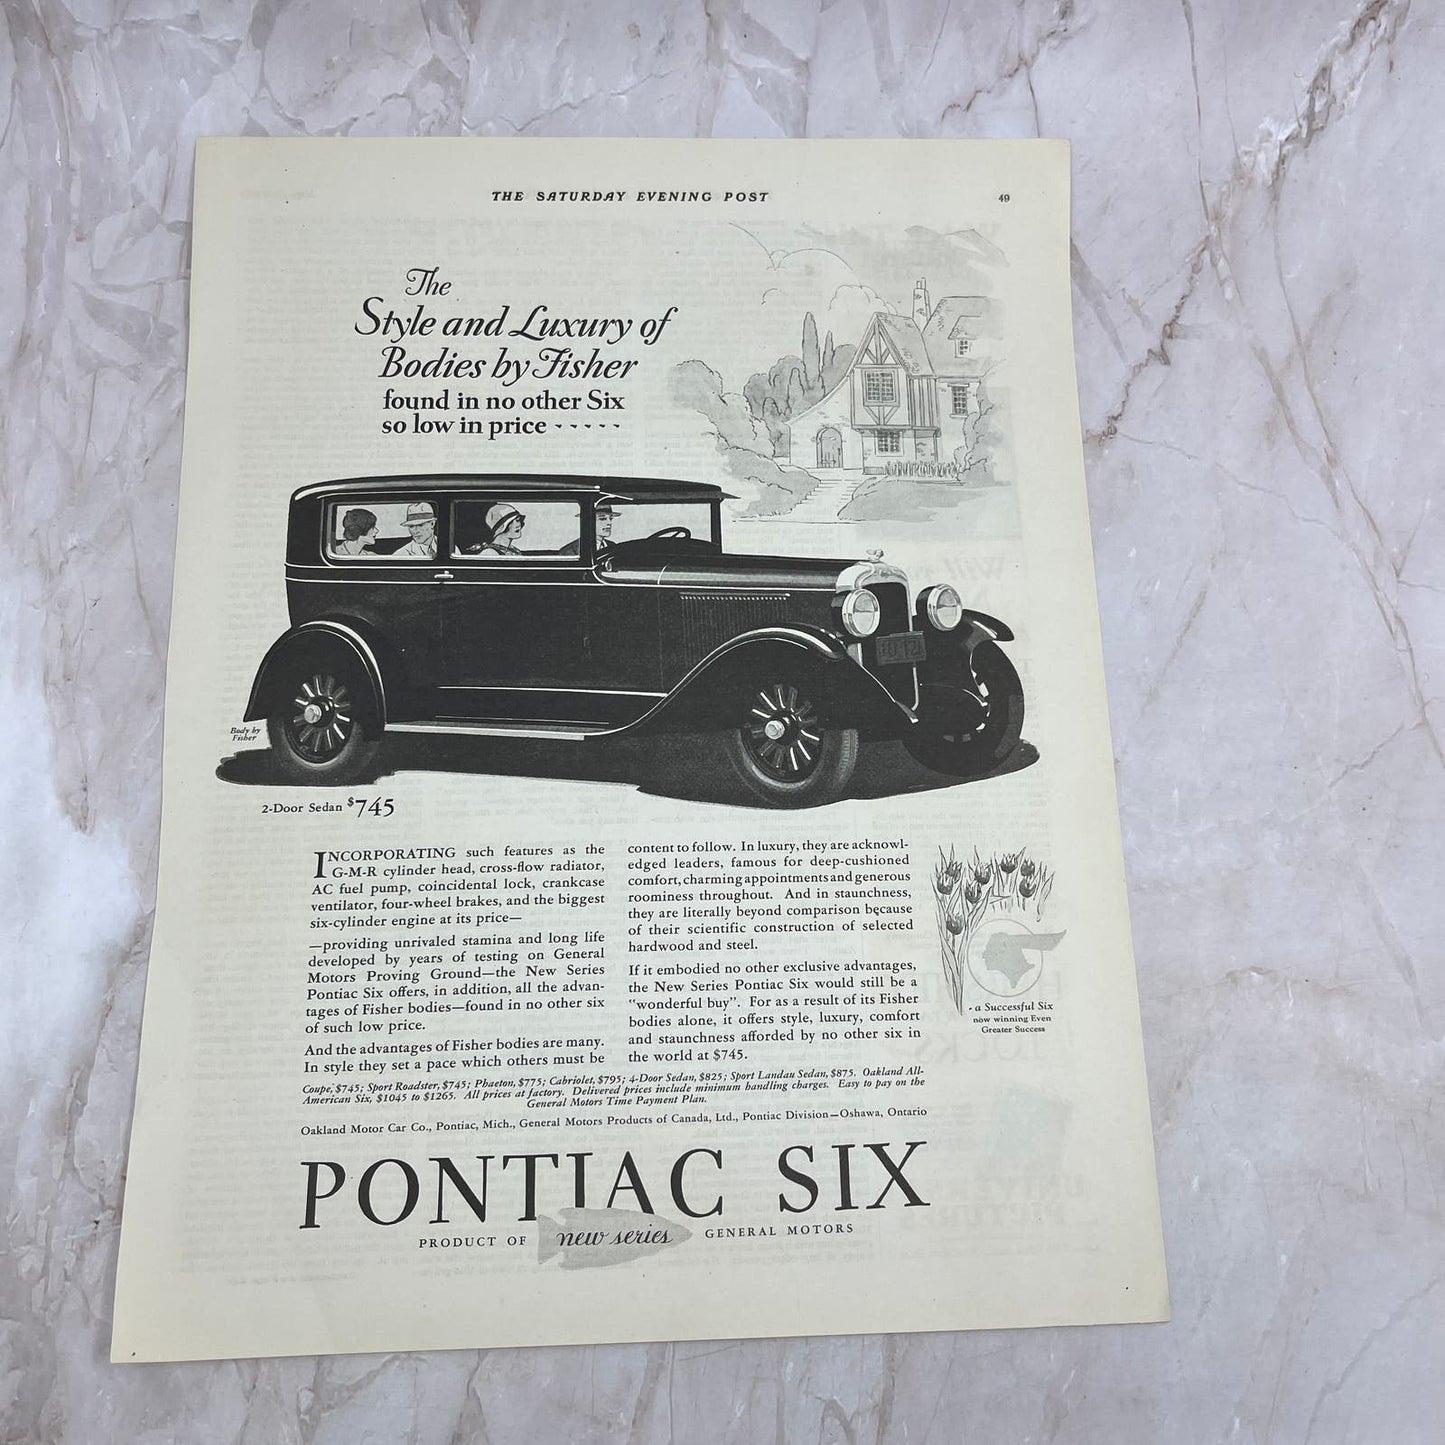 THE SATURDAY EVENING POST
49
The
Style and Luxury of
Bodies by Fisher
found in no other Six
so low in price
Body by
Fisher
2-Door Sedan $745
INCORPORATING such features as the
G-M-R cylinder head, cross-flow radiator,
AC fuel pump, coincidental lock, crankcase
ventilator, four-wheel brakes, and the biggest
six-cylinder engine at its price—
—providing unrivaled stamina and long life
developed by years of testing on General
Motors Proving Ground—the New Series
Pontiac Six offers, in addition, all the advan-
tages of Fisher bodies—found in no other six
of such low price.
And the advantages of Fisher bodies are many.
In style they set a pace which others must be
content to follow. In luxury, they are acknowl-
edged leaders, famous for deep-cushioned
comfort, charming appointments and generous
roominess throughout. And in staunchness,
they are literally beyond comparison because
of their scientific construction of selected
hardwood and steel.
If it embodied no other exclusive advantages,
the New Series Pontiac Six would still be a
"wonderful buy". For as a result of its Fisher
bodies alone, it offers style, luxury, comfort
and staunchness afforded by no other six in
the world at $745.
- a Successful Six
now winning Even
Greater Success
Coupe, $745; Sport Roadster, $745; Phaeton, $775; Cabriolet, $795; 4-Door Sedan, $825; Sport Landau Sedan, $875. Oakland All-
American Six, $1045 to $1265. All prices at factory. Delivered prices include minimum handling charges. Easy to pay on the
General Motors Time Payment Plan.
Oakland Motor Car Co., Pontiac, Mich., General Motors Products of Canada, Ltd., Pontiac Division—Oshawa, Ontario
PONTIAC SIX
PRODUCT OF new series GENERAL MOTORS